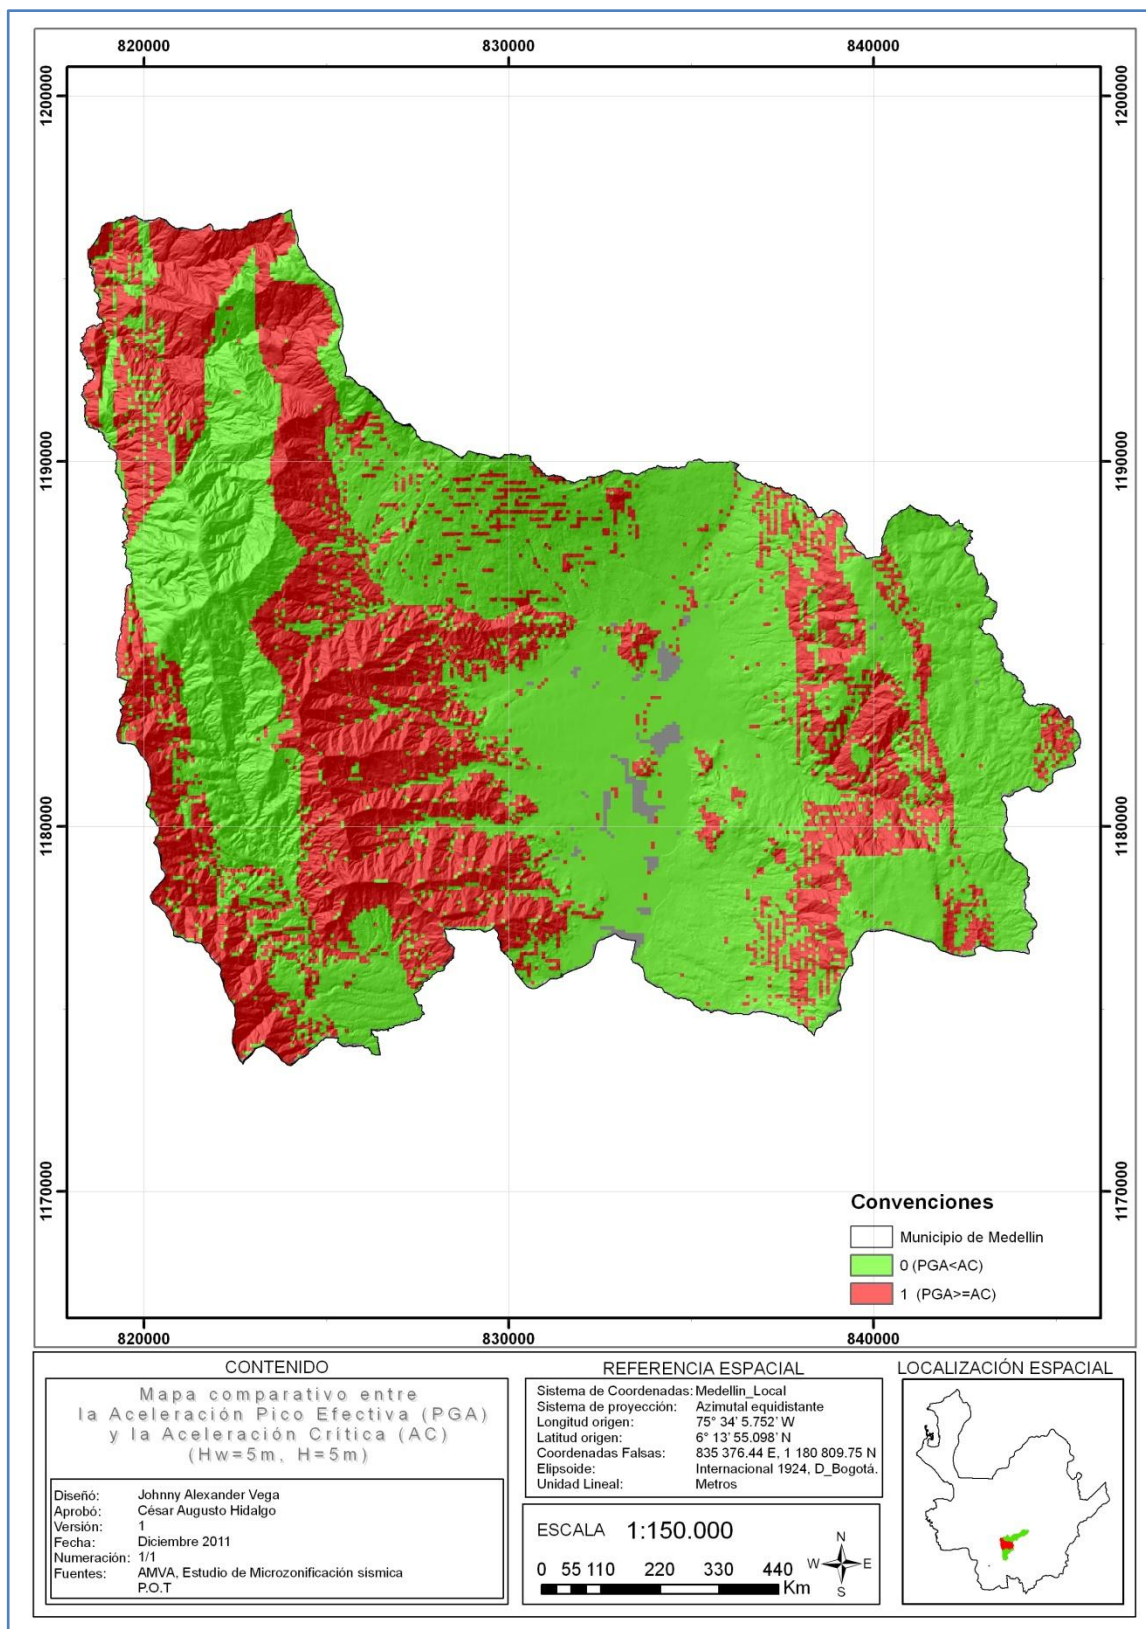 820000 830000 840000
1200000 1200000
1190000 1190000
1180000 1180000
1170000 1170000
Convenciones
Municipio de Medellin
0 (PGA<AC)
1 (PGA>=AC)
820000 830000 840000
CONTENIDO
Mapa comparativo entre
la Aceleración Pico Efectiva (PGA)
y la Aceleración Crítica (AC)
(Hw=5m, H=5m)
Diseñó: Johnny Alexander Vega
Aprobó: César Augusto Hidalgo
Versión: 1
Fecha: Diciembre 2011
Numeración: 1/1
Fuentes: AMVA, Estudio de Microzonificación sísmica
P.O.T
REFERENCIA ESPACIAL
Sistema de Coordenadas: Medellin_Local
Sistema de proyección: Azimutal equidistante
Longitud origen: 75° 34' 5.752' W
Latitud origen: 6° 13' 55.098' N
Coordenadas Falsas: 835 376.44 E, 1 180 809.75 N
Elipsoide: Internacional 1924, D_Bogotá.
Unidad Lineal: Metros
ESCALA 1:150.000
0 55 110 220 330 440
Km
N
W E
S
LOCALIZACIÓN ESPACIAL